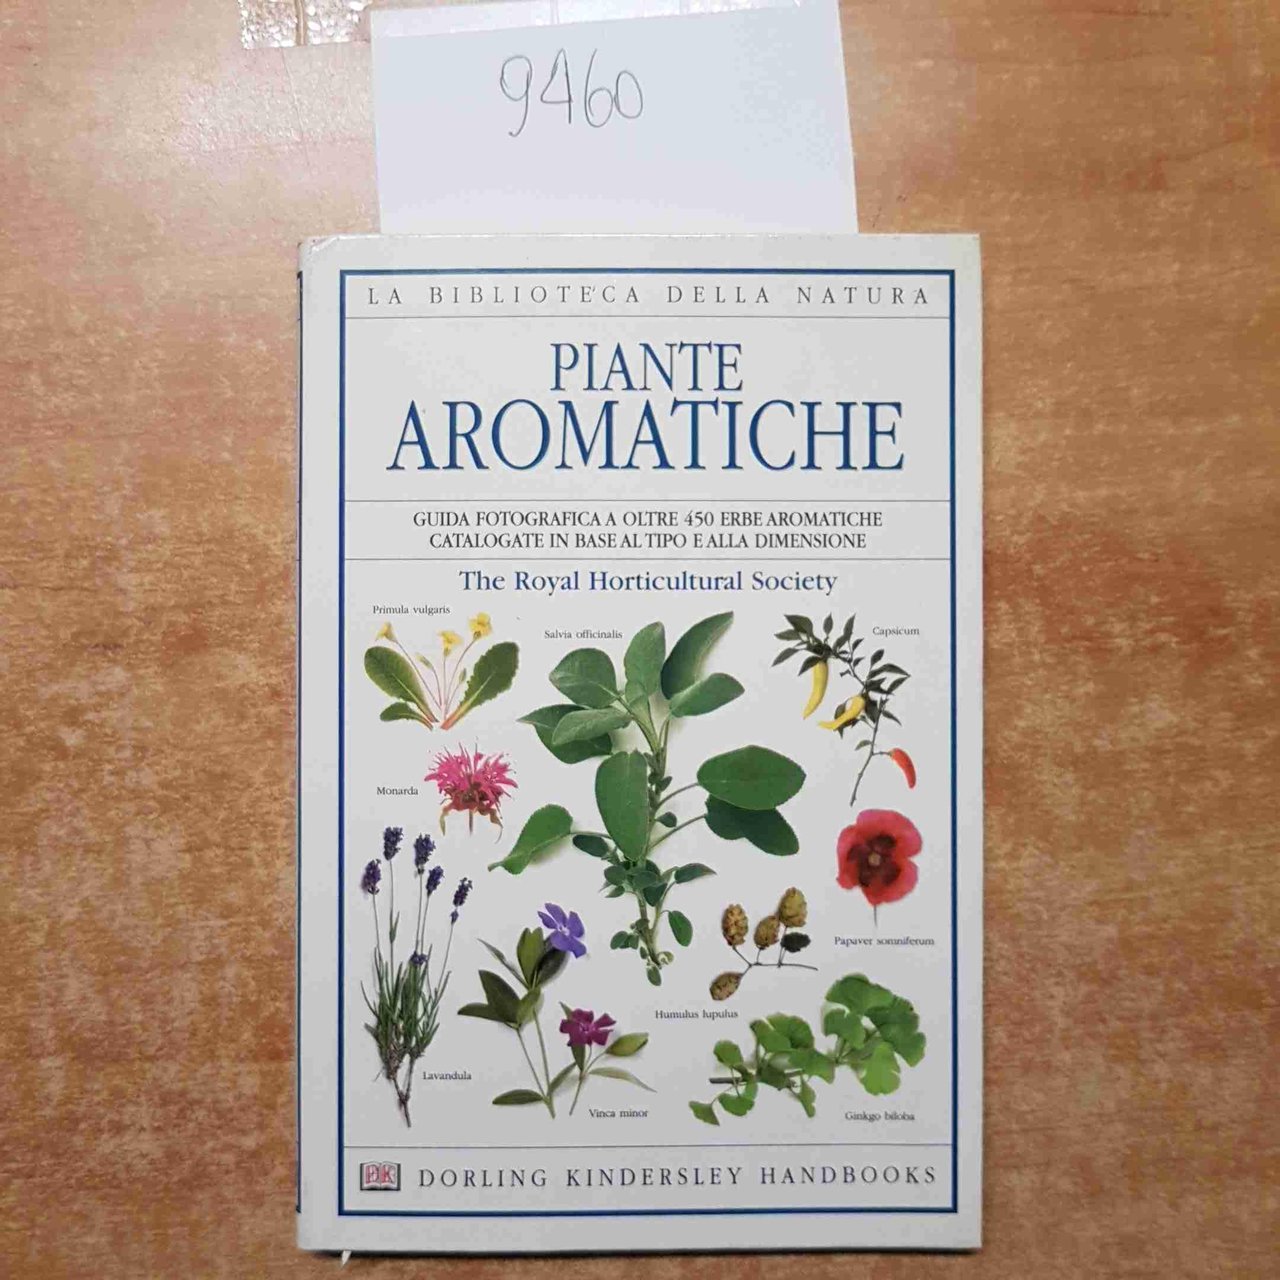 9460
LA BIBLIOTECA DELLA NATURA
PIANTE
AROMATICHE
GUIDA FOTOGRAFICA A OLTRE 450 ERBE AROMATICHE
CATALOGATE IN BASE AL TIPO E ALLA DIMENSIONE
The Royal Horticultural Society
Primula vulgaris
Salvia officinalis
Capsicum
Monarda
Papaver somniferum
Humulus lupulus
Lavandula
Vinca minor
Ginkgo biloba
DK DORLING KINDERSLEY HANDBOOKS